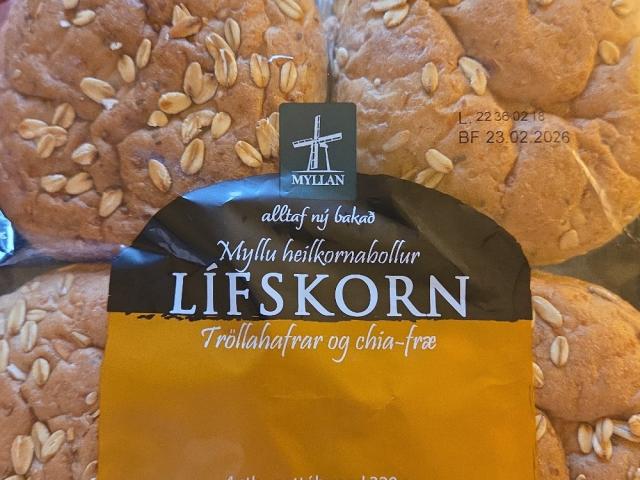 L. 22 36 02 18
BF 23.02.2026
MYLLAN
alltaf ný bakað
Myllu heilkornabollur
LÍFSKORN
Tröllahafrar og chia-fræ